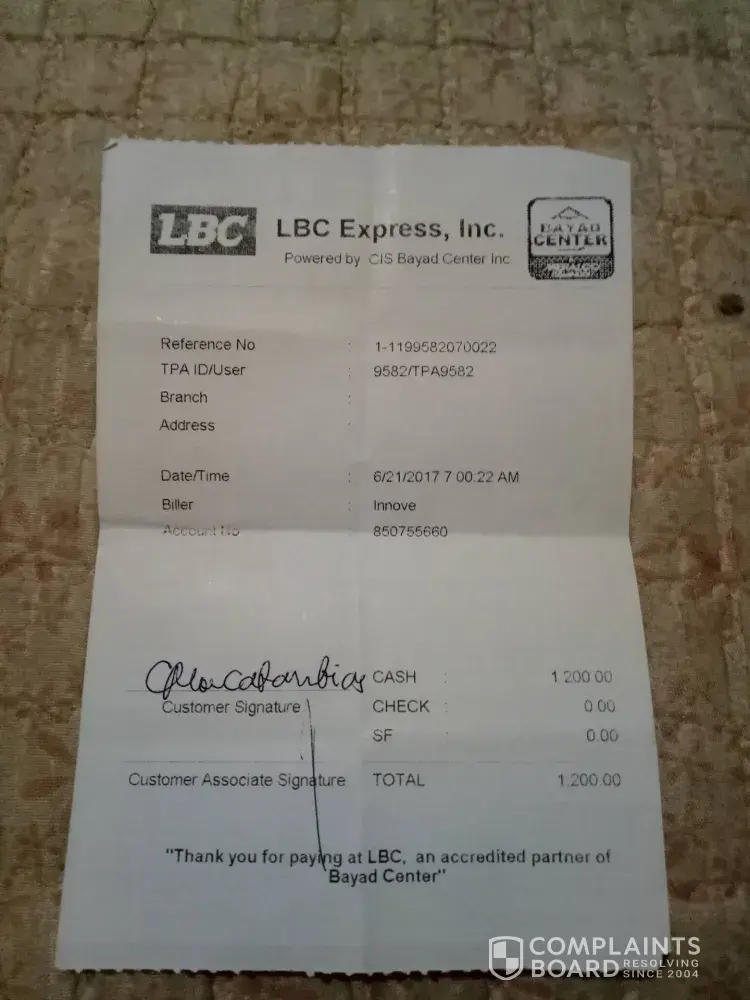 LBC LBC Express, Inc. BAYAD CENTER
Powered by CIS Bayad Center Inc
Reference No : 1-1199582070022
TPA ID/User : 9582/TPA9582
Branch :
Address :
Date/Time : 6/21/2017 7 00:22 AM
Biller : Innove
Account No : 850755660
CASH : 1 200 00
Customer Signature CHECK : 0.00
SF : 0.00
Customer Associate Signature TOTAL 1,200.00
"Thank you for paying at LBC, an accredited partner of
Bayad Center"
COMPLAINTS
BOARD RESOLVING
SINCE 2004